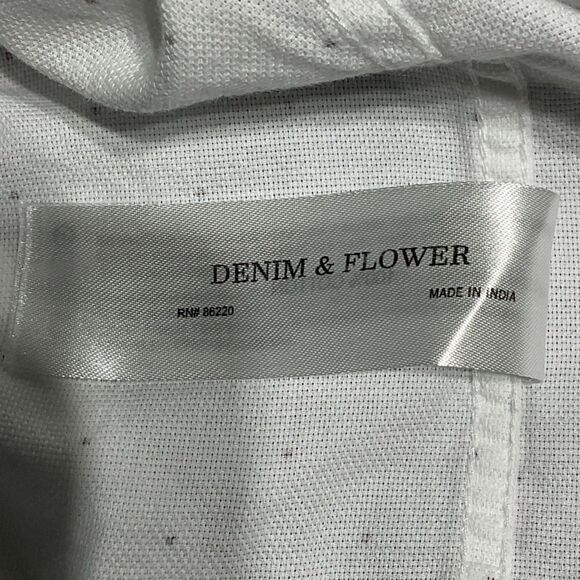 DENIM & FLOWER
RN# 86220
MADE IN INDIA